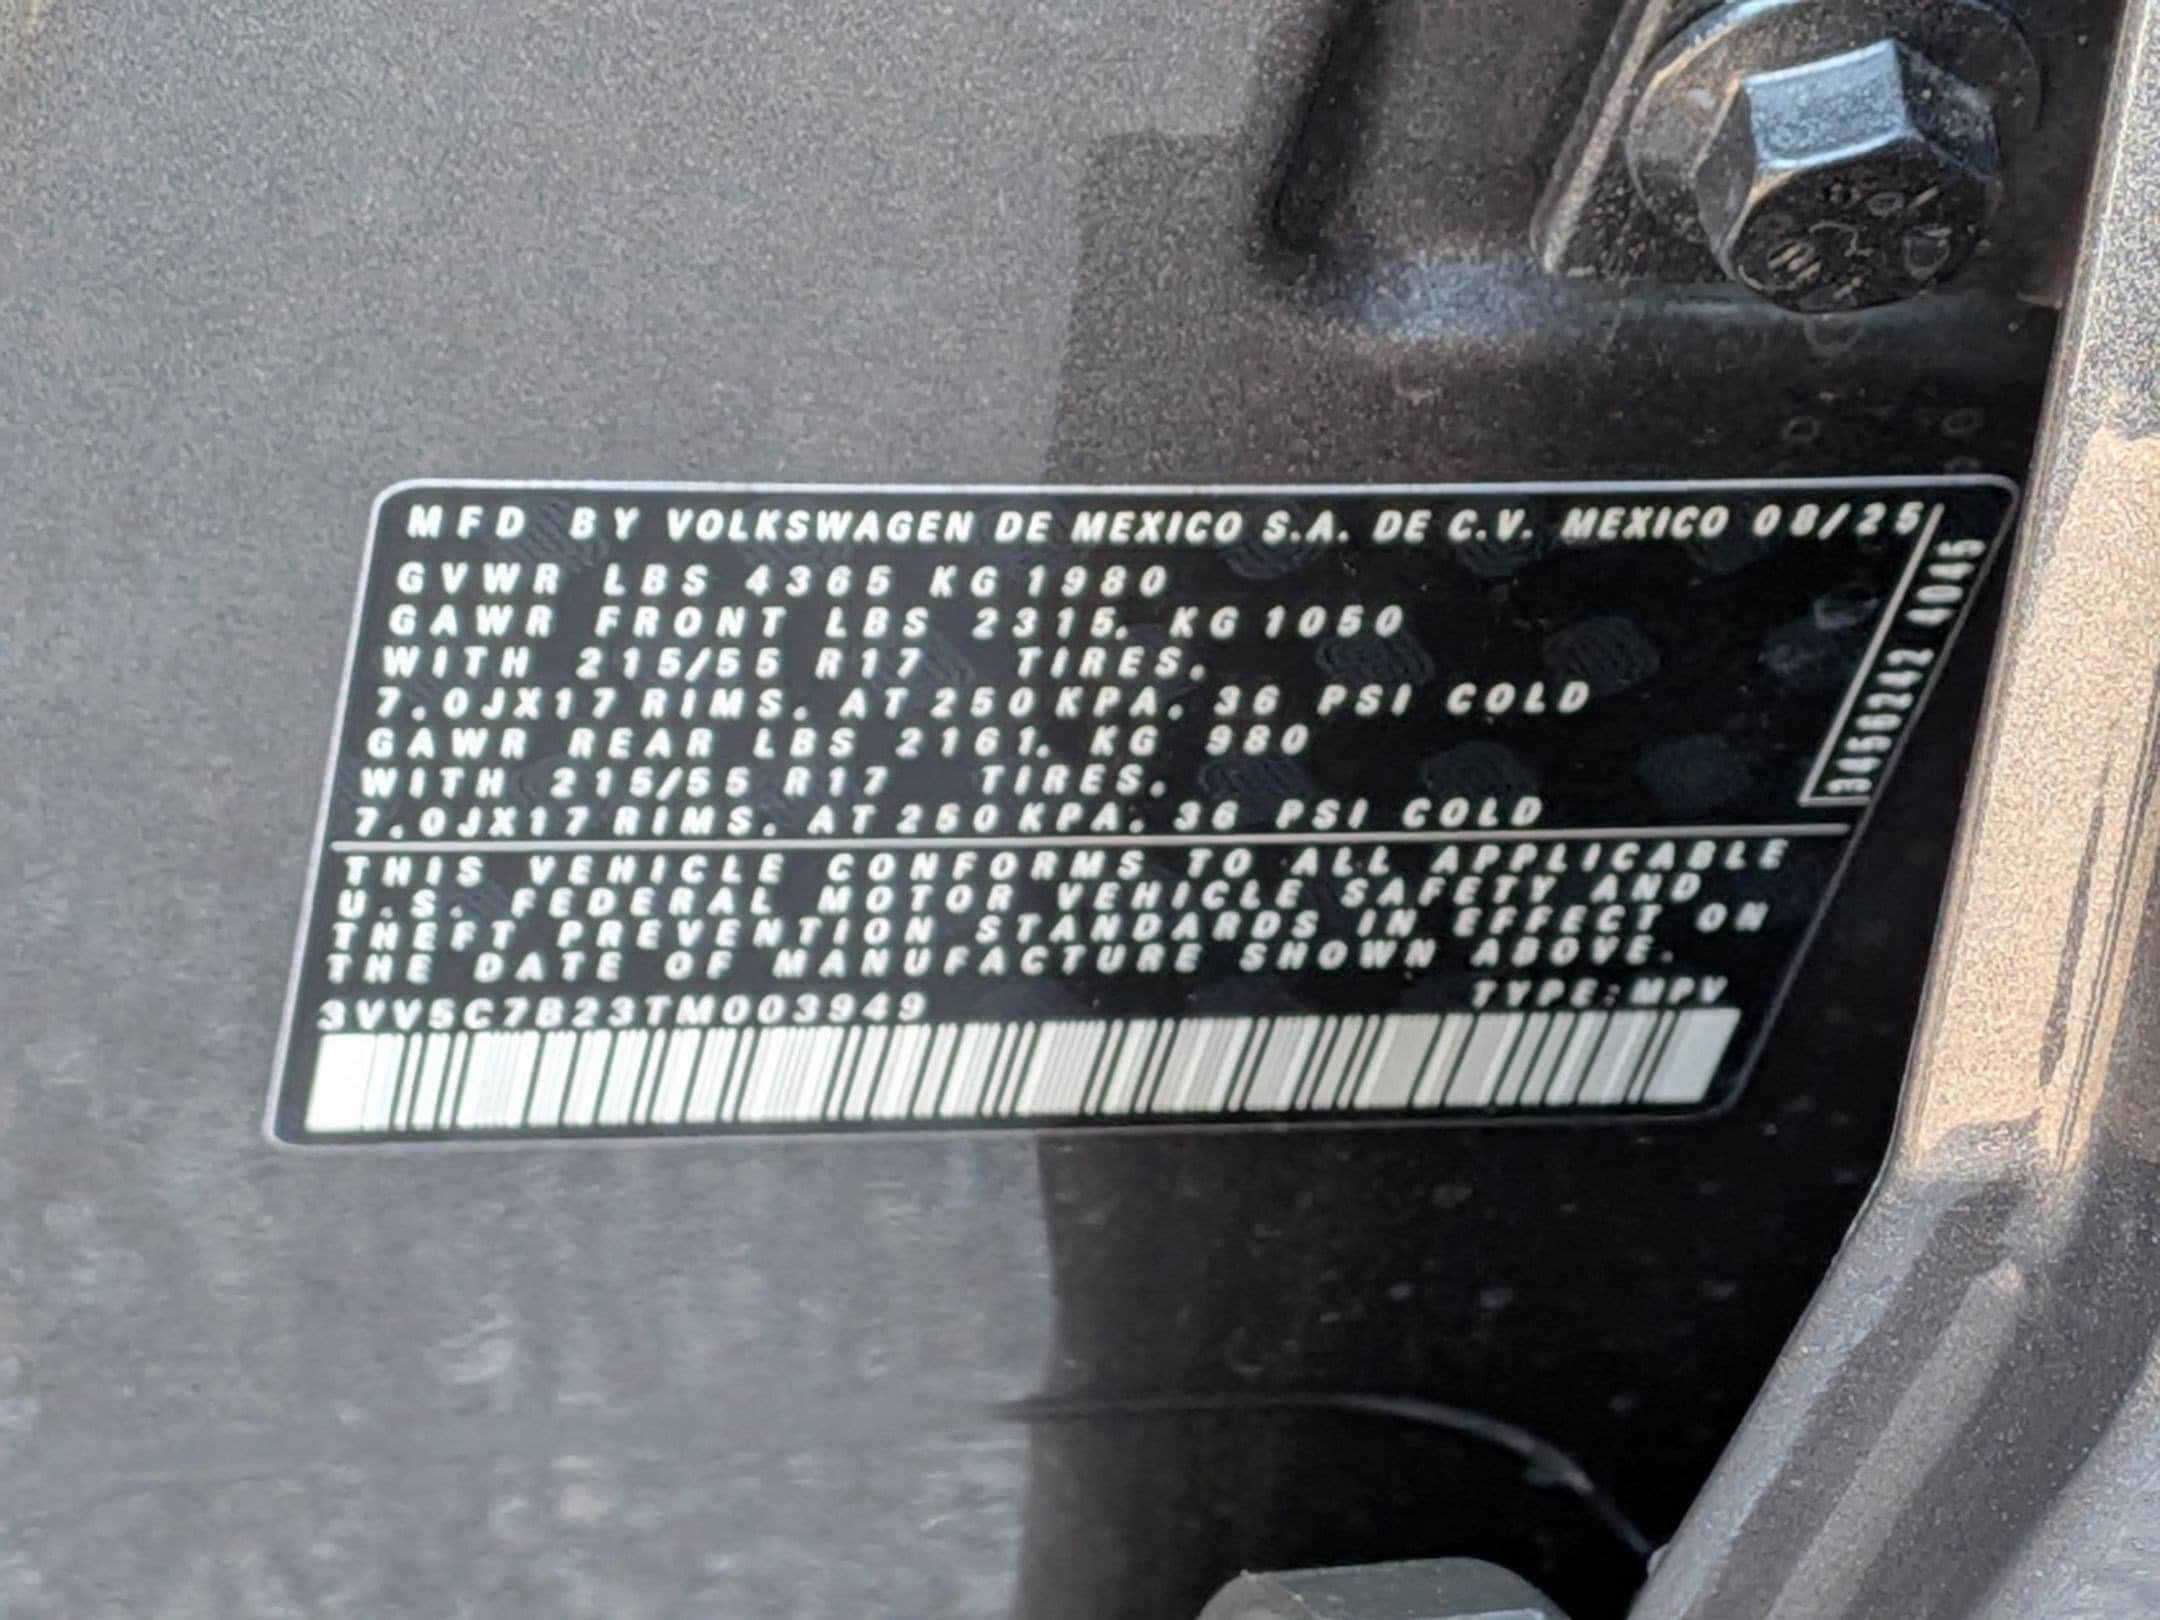 MFD BY VOLKSWAGEN DE MEXICO S.A. DE C.V. MEXICO 08/25
GVWR LBS 4365 KG 1980
GAWR FRONT LBS 2315. KG 1050
WITH 215/55 R17 TIRES.
7.0JX17 RIMS. AT 250 KPA. 36 PSI COLD
GAWR REAR LBS 2161. KG 980
WITH 215/55 R17 TIRES.
7.0JX17 RIMS. AT 250 KPA. 36 PSI COLD
THIS VEHICLE CONFORMS TO ALL APPLICABLE
U.S. FEDERAL MOTOR VEHICLE SAFETY AND
THEFT PREVENTION STANDARDS IN EFFECT ON
THE DATE OF MANUFACTURE SHOWN ABOVE.
3VV5C7B23TM003949 TYPE: MPV
4045